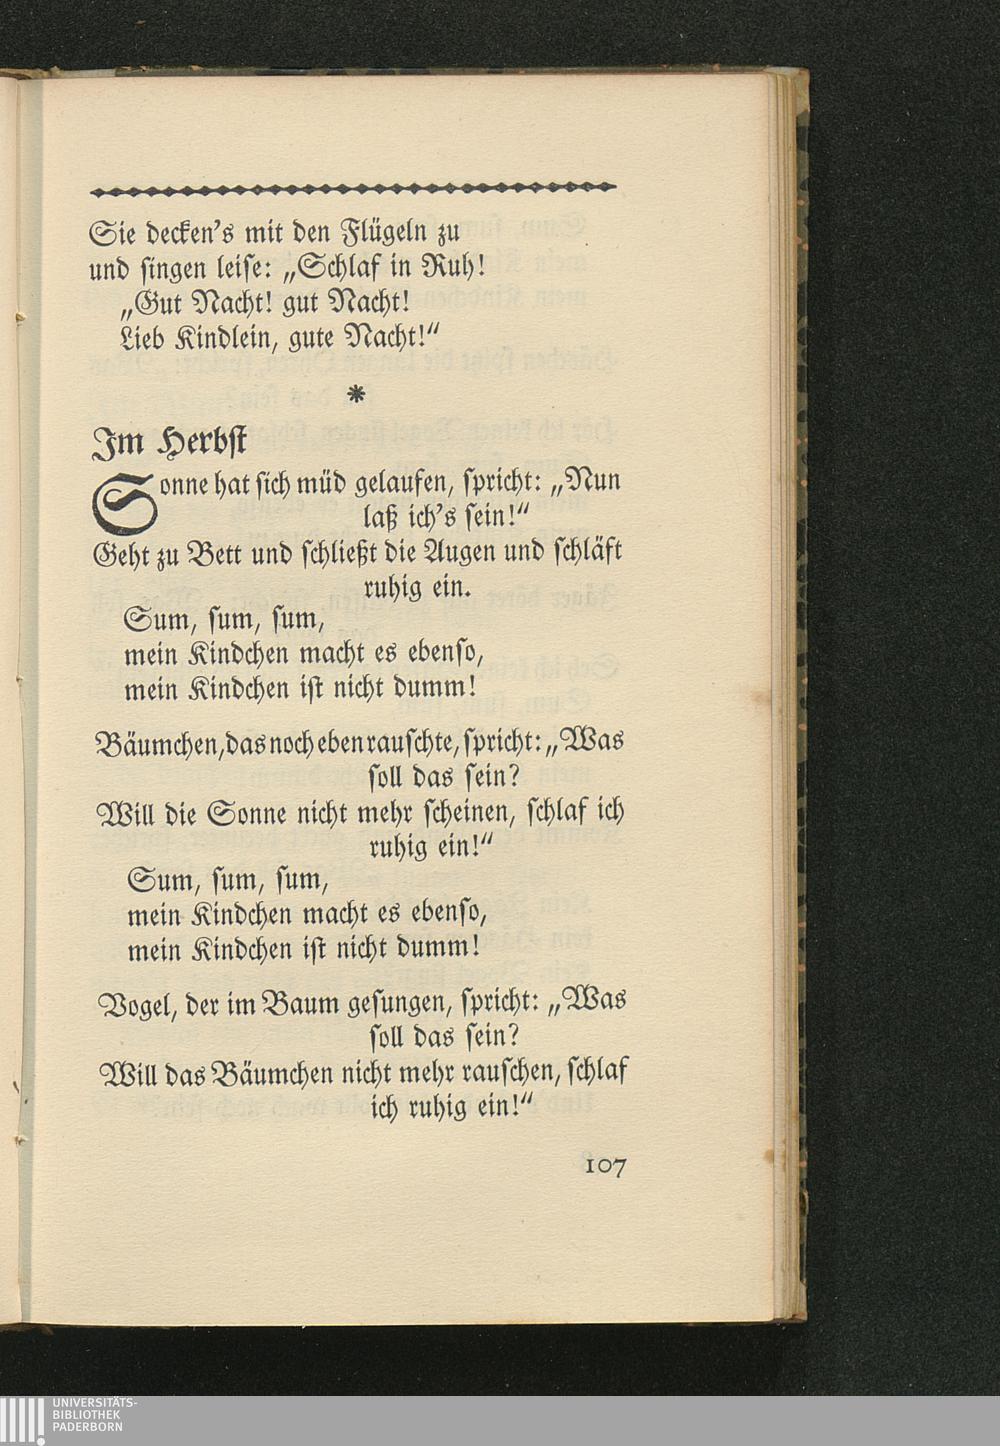 Sie decken's mit den Flügeln zu
und singen leise: „Schlaf in Ruh!
„Gut Nacht! gut Nacht!
Lieb Kindlein, gute Nacht!“
*
Im Herbst
Sonne hat sich müd gelaufen, spricht: „Nun
laß ich's sein!“
Geht zu Bett und schließt die Augen und schläft
ruhig ein.
Sum, sum, sum,
mein Kindchen macht es ebenso,
mein Kindchen ist nicht dumm!
Bäumchen, das noch eben rauschte, spricht: „Was
soll das sein?
Will die Sonne nicht mehr scheinen, schlaf ich
ruhig ein!“
Sum, sum, sum,
mein Kindchen macht es ebenso,
mein Kindchen ist nicht dumm!
Vogel, der im Baum gesungen, spricht: „Was
soll das sein?
Will das Bäumchen nicht mehr rauschen, schlaf
ich ruhig ein!“
107
UNIVERSITÄTS-
BIBLIOTHEK
PADERBORN